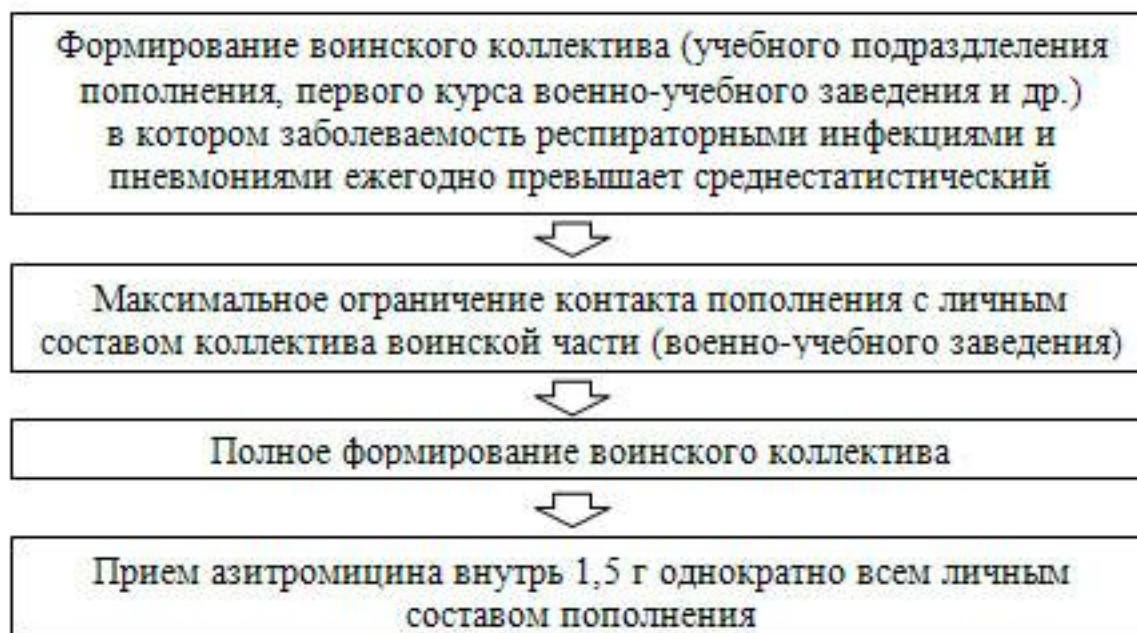 Формирование воинского коллектива (учебного подраздлеления
пополнения, первого курса военно-учебного заведения и др.)
в котором заболеваемость респираторными инфекциями и
пневмониями ежегодно превышает среднестатистический
Максимальное ограничение контакта пополнения с личным
составом коллектива воинской части (военно-учебного заведения)
Полное формирование воинского коллектива
Прием азитромицина внутрь 1,5 г однократно всем личным
составом пополнения